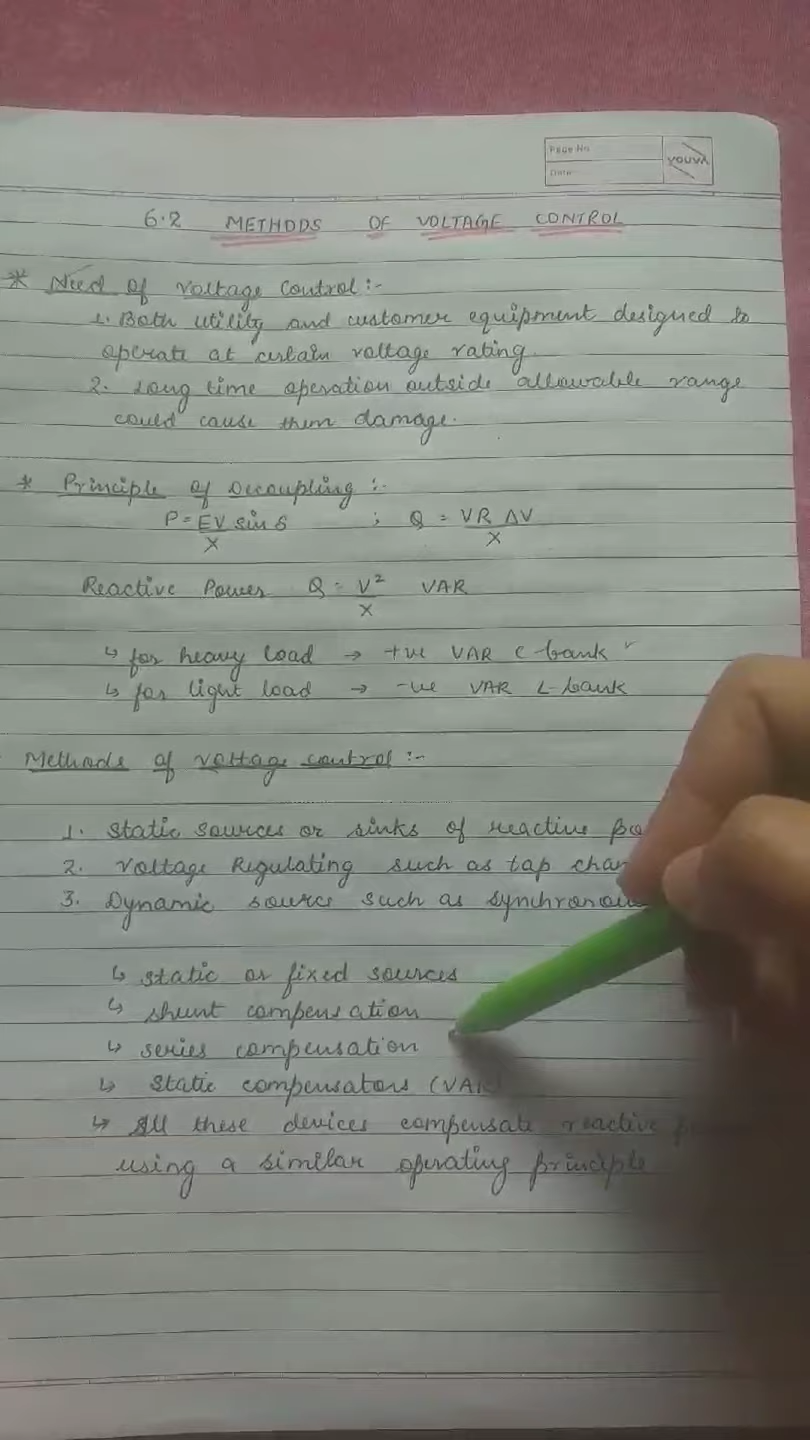 Page No
Date
YOUVA
6.2 METHODS OF VOLTAGE CONTROL
* Need of Voltage Control :-
1. Both utility and customer equipment designed to
operate at certain voltage rating.
2. Long time operation outside allowable range
could cause them damage.
* Principle of Decoupling :-
P = EV sin δ / X ; Q = VR ΔV / X
Reactive Power Q = V² / X VAR
↳ for heavy load → +ve VAR C-bank
↳ for light load → -ve VAR L-bank
Methods of voltage control :-
1. Static sources or sinks of reactive
2. Voltage Regulating such as tap
3. Dynamic source such as
↳ static or fixed sources
↳ shunt compensation
↳ series compensation
↳ Static compensators (VAR)
↳ All these devices compensate reactive
using a similar operating principle